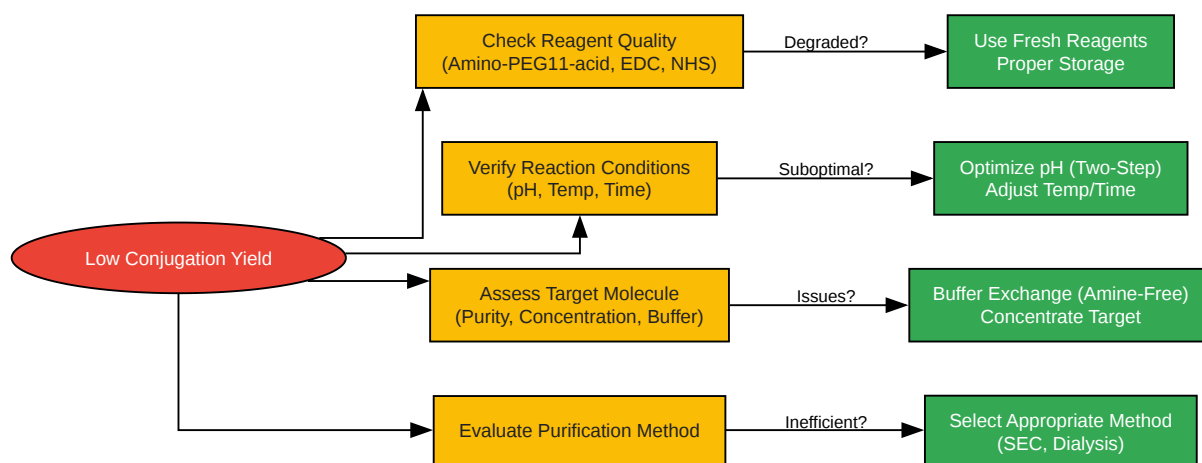 Check Reagent Quality
(Amino-PEG11-acid, EDC, NHS)
Degraded?
Use Fresh Reagents
Proper Storage
Verify Reaction Conditions
(pH, Temp, Time)
Suboptimal?
Optimize pH (Two-Step)
Adjust Temp/Time
Low Conjugation Yield
Assess Target Molecule
(Purity, Concentration, Buffer)
Issues?
Buffer Exchange (Amine-Free)
Concentrate Target
Evaluate Purification Method
Inefficient?
Select Appropriate Method
(SEC, Dialysis)